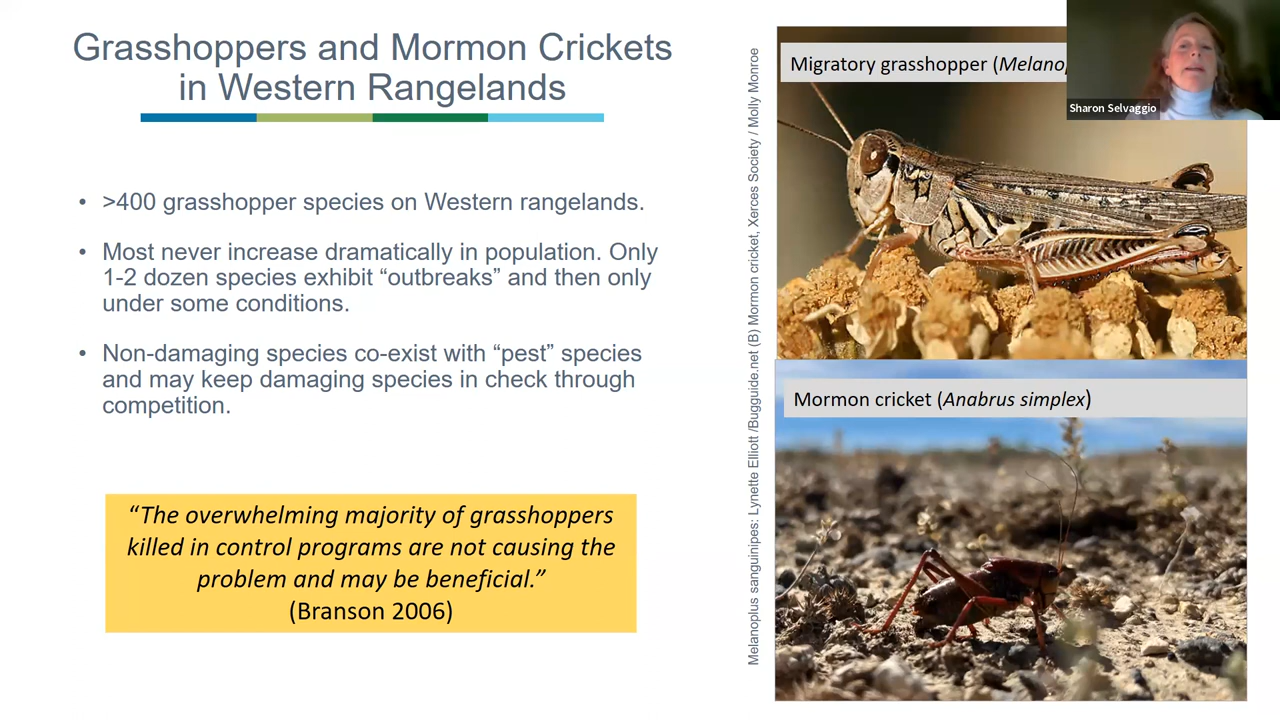 Grasshoppers and Mormon Crickets
in Western Rangelands
• >400 grasshopper species on Western rangelands.
• Most never increase dramatically in population. Only
1-2 dozen species exhibit “outbreaks” and then only
under some conditions.
• Non-damaging species co-exist with “pest” species
and may keep damaging species in check through
competition.
“The overwhelming majority of grasshoppers
killed in control programs are not causing the
problem and may be beneficial.”
(Branson 2006)
Melanoplus sanguinipes: Lynette Elliott /Bugguide.net (B) Mormon cricket, Xerces Society / Molly Monroe
Migratory grasshopper (Melano
Sharon Selvaggio
Mormon cricket (Anabrus simplex)